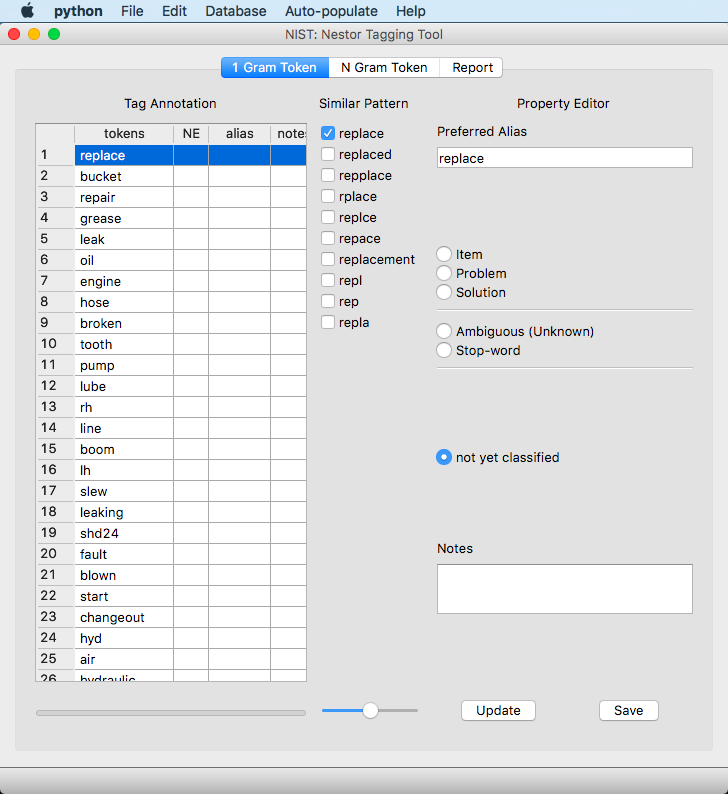 python File Edit Database Auto-populate Help
NIST: Nestor Tagging Tool
1 Gram Token N Gram Token Report
Tag Annotation Similar Pattern Property Editor
tokens NE alias notes
1 replace
2 bucket
3 repair
4 grease
5 leak
6 oil
7 engine
8 hose
9 broken
10 tooth
11 pump
12 lube
13 rh
14 line
15 boom
16 lh
17 slew
18 leaking
19 shd24
20 fault
21 blown
22 start
23 changeout
24 hyd
25 air
26 hydraulic
replace
replaced
repplace
rplace
replce
repace
replacement
repl
rep
repla
Preferred Alias
replace
Item
Problem
Solution
Ambiguous (Unknown)
Stop-word
not yet classified
Notes
Update Save